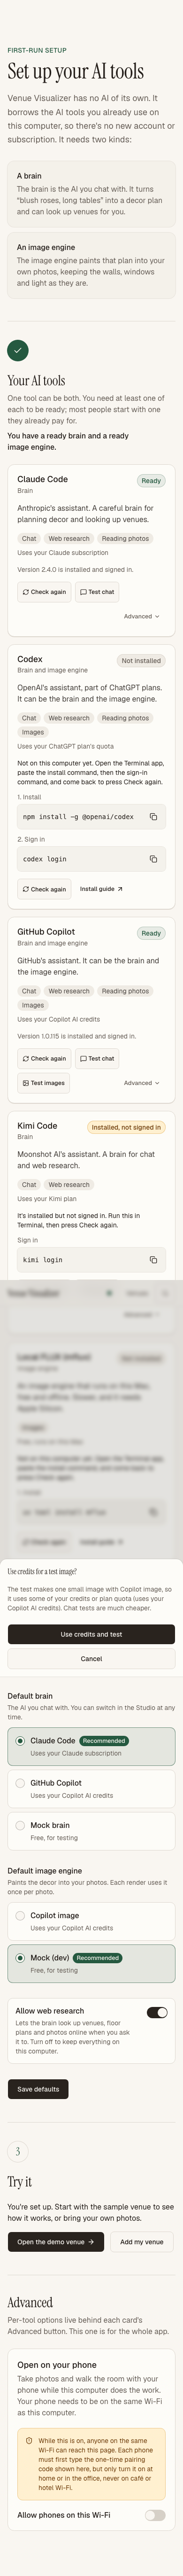 FIRST-RUN SETUP
Set up your AI tools
Venue Visualizer has no AI of its own. It
borrows the AI tools you already use on
this computer, so there's no new account or
subscription. It needs two kinds:
A brain
The brain is the AI you chat with. It turns
"blush roses, long tables" into a decor plan
and can look up venues for you.
An image engine
The image engine paints that plan into your
own photos, keeping the walls, windows
and light as they are.
Your AI tools
One tool can be both. You need at least one of
each to be ready; most people start with one
they already pay for.
You have a ready brain and a ready
image engine.
Claude Code
Ready
Brain
Anthropic's assistant. A careful brain for
planning decor and looking up venues.
Chat
Web research
Reading photos
Uses your Claude subscription
Version 2.4.0 is installed and signed in.
Check again
Test chat
Advanced
Codex
Not installed
Brain and image engine
OpenAI's assistant, part of ChatGPT plans.
It can be the brain and the image engine.
Chat
Web research
Reading photos
Images
Uses your ChatGPT plan's quota
Not on this computer yet. Open the Terminal app,
paste the install command, then the sign-in
command, and come back to press Check again.
1. Install
npm install -g @openai/codex
2. Sign in
codex login
Check again
Install guide
GitHub Copilot
Ready
Brain and image engine
GitHub's assistant. It can be the brain and
the image engine.
Chat
Web research
Reading photos
Images
Uses your Copilot AI credits
Version 1.0.115 is installed and signed in.
Check again
Test chat
Test images
Advanced
Kimi Code
Installed, not signed in
Brain
Moonshot AI's assistant. A brain for chat
and web research.
Chat
Web research
Uses your Kimi plan
It's installed but not signed in. Run this in
Terminal, then press Check again.
Sign in
kimi login
Venue Visualizer
Advanced
Image engine
Check again
Use credits for a test image?
The test makes one small image with Copilot image, so
it uses some of your credits or plan quota (uses your
Copilot AI credits). Chat tests are much cheaper.
Use credits and test
Cancel
Default brain
The AI you chat with. You can switch in the Studio at any
time.
Claude Code
Recommended
Uses your Claude subscription
GitHub Copilot
Uses your Copilot AI credits
Mock brain
Free, for testing
Default image engine
Paints the decor into your photos. Each render uses it
once per photo.
Copilot image
Uses your Copilot AI credits
Mock (dev)
Recommended
Free, for testing
Allow web research
Lets the brain look up venues, floor
plans and photos online when you ask
it to. Turn off to keep everything on
this computer.
Save defaults
3
Try it
You're set up. Start with the sample venue to see
how it works, or bring your own photos.
Open the demo venue
Add my venue
Advanced
Per-tool options live behind each card's
Advanced button. This one is for the whole app.
Open on your phone
Take photos and walk the room with your
phone while this computer does the work.
Your phone needs to be on the same Wi-Fi
as this computer.
While this is on, anyone on the same
Wi-Fi can reach this page. Each phone
must first type the one-time pairing
code shown here, but only turn it on at
home or in the office, never on café or
hotel Wi-Fi.
Allow phones on this Wi-Fi